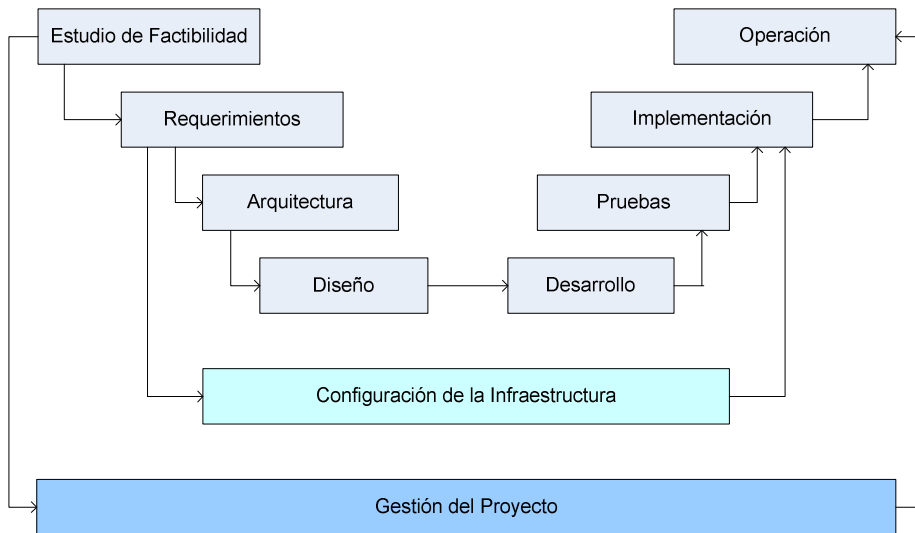 Estudio de Factibilidad
Operación
Requerimientos
Implementación
Arquitectura
Pruebas
Diseño
Desarrollo
Configuración de la Infraestructura
Gestión del Proyecto